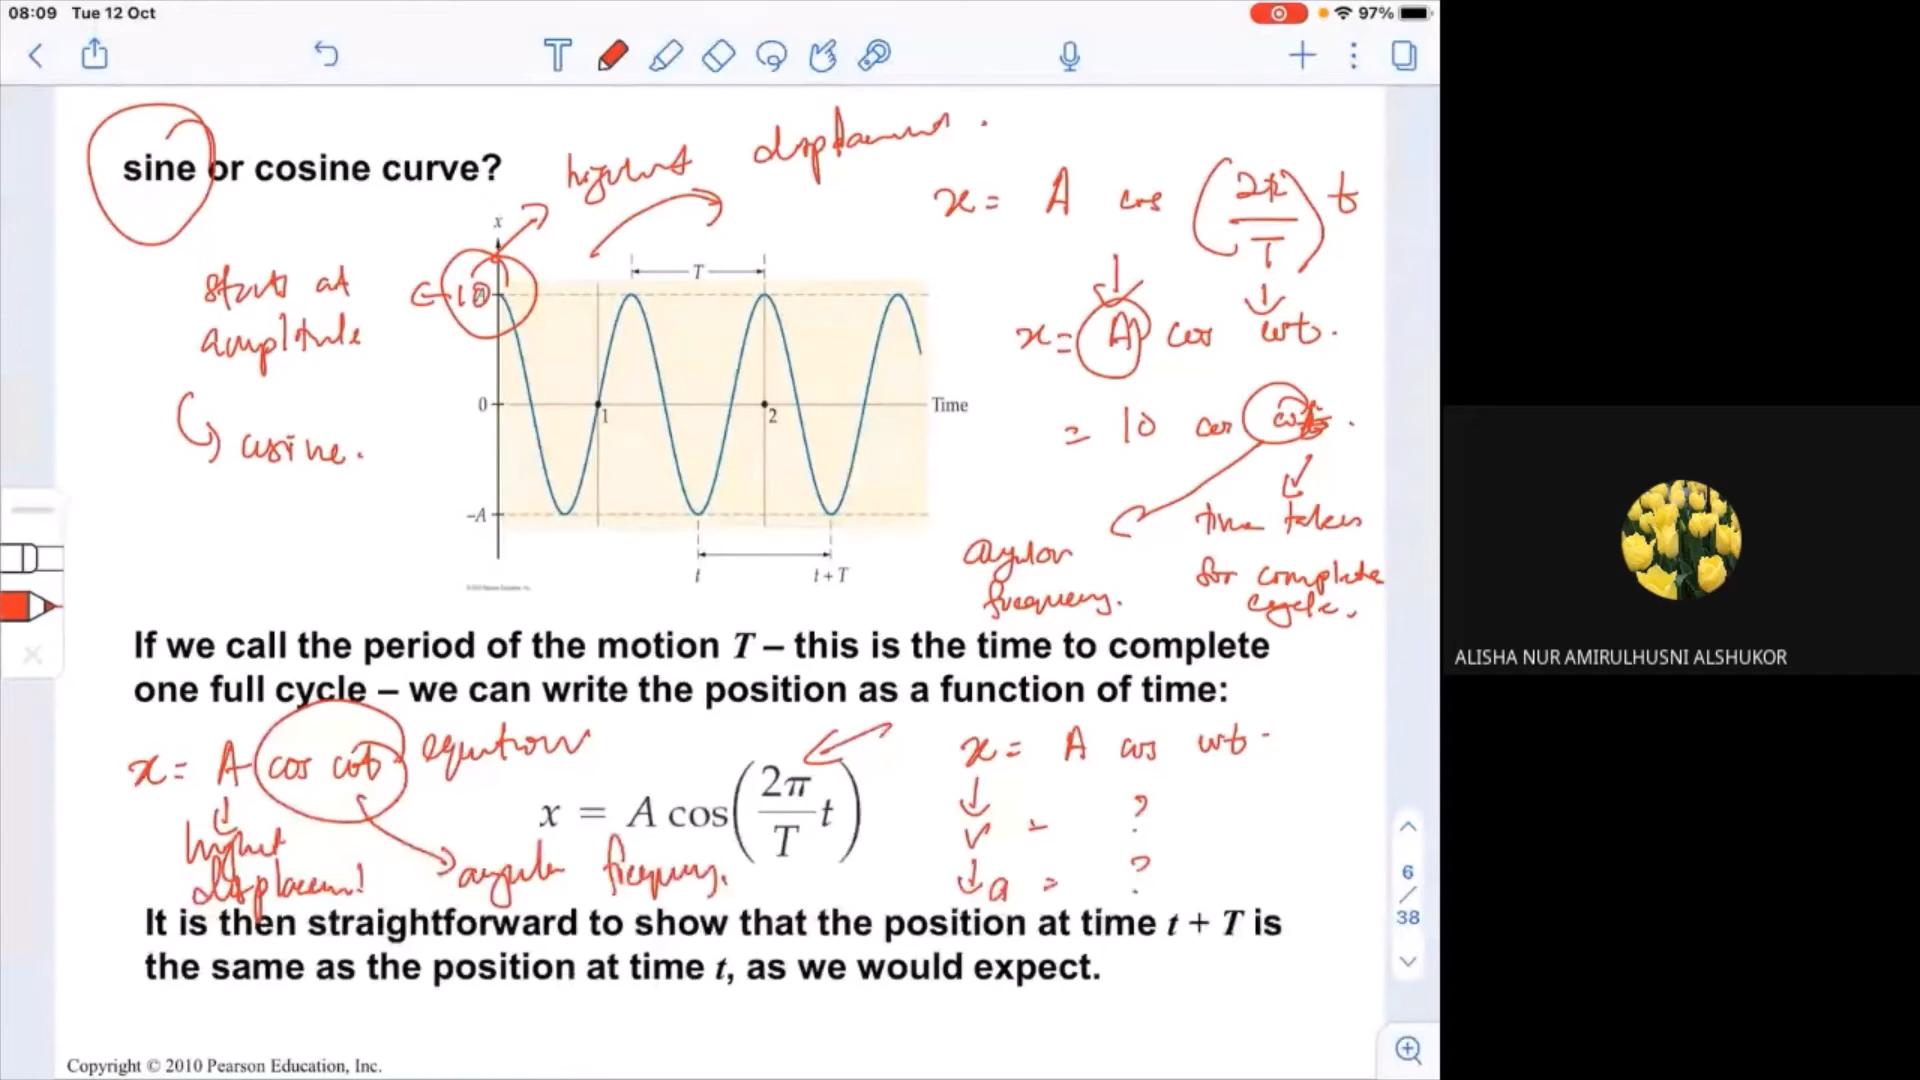 08:09 Tue 12 Oct
97%
sine or cosine curve?
highest displacement.
x = A cos (2π/T) t
x
starts at
amplitude
10
A
T
x = A cos ωt.
cosine.
0
1
2
Time
= 10 cos ωt.
-A
angular
frequency.
time takes
for complete
cycle.
t
t + T
If we call the period of the motion T – this is the time to complete
one full cycle – we can write the position as a function of time:
x = A cos ωt equation
highest
displacement
angular frequency.
x = A cos(2π/T t)
x = A cos ωt.
v = ?
a = ?
It is then straightforward to show that the position at time t + T is
the same as the position at time t, as we would expect.
6
/
38
Copyright © 2010 Pearson Education, Inc.
ALISHA NUR AMIRULHUSNI ALSHUKOR